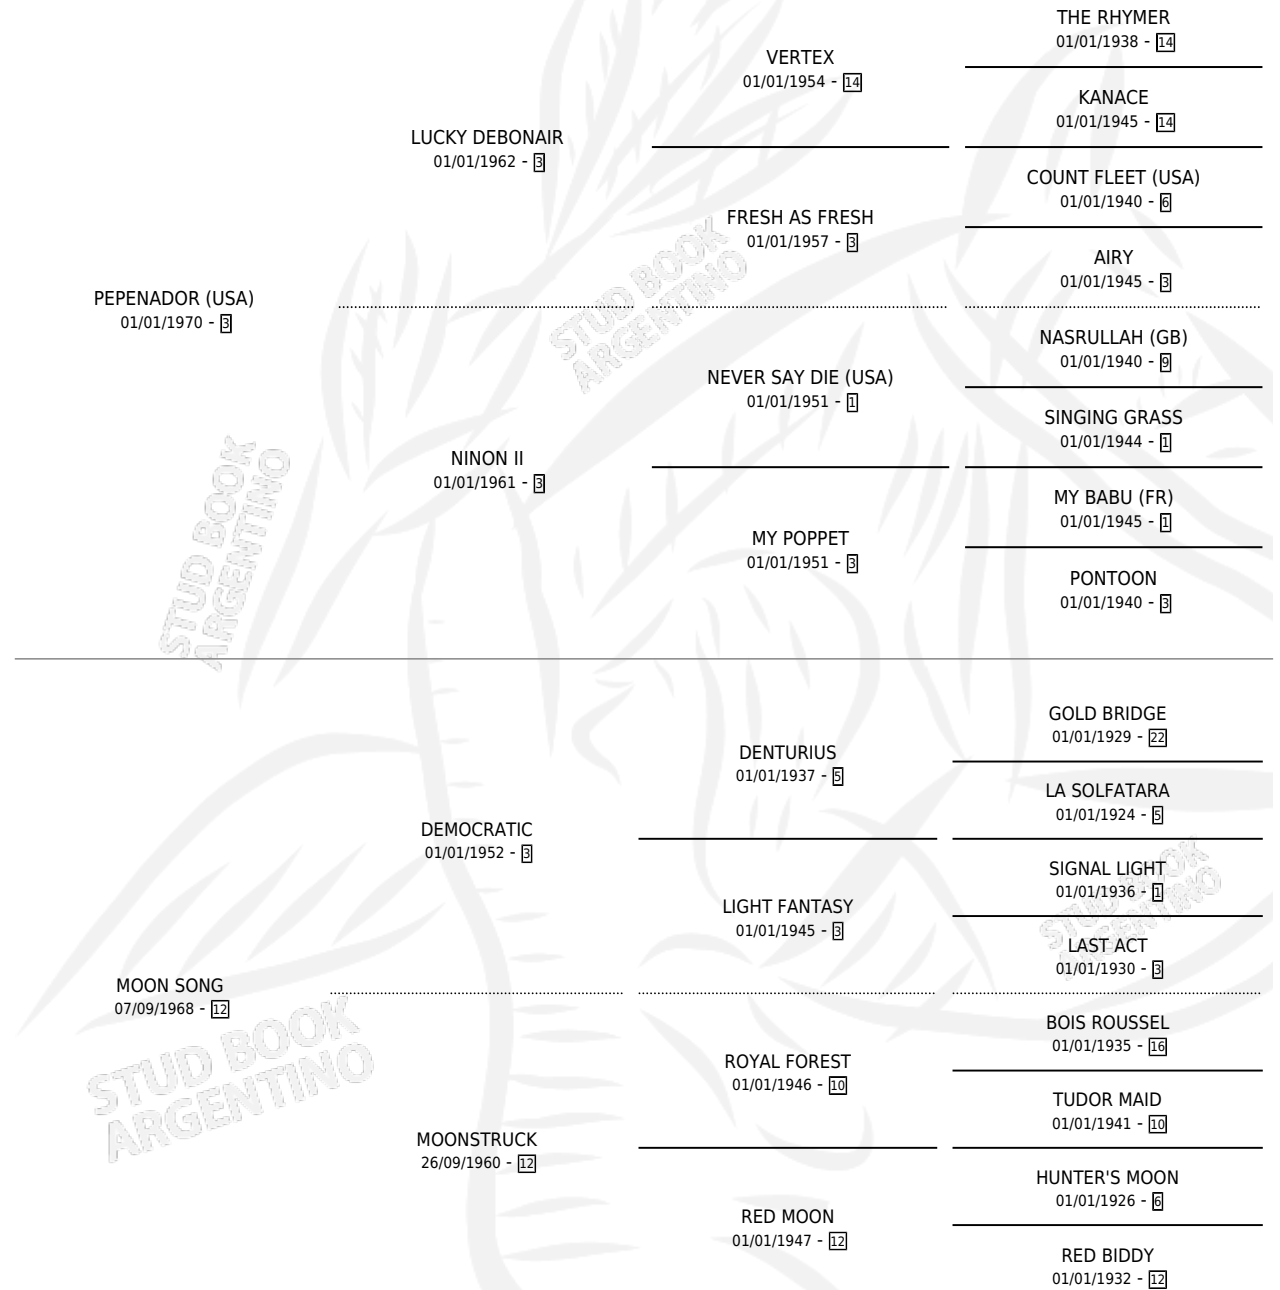 THE RHYMER
01/01/1938 - 14
VERTEX
01/01/1954 - 14
KANACE
01/01/1945 - 14
LUCKY DEBONAIR
01/01/1962 - 3
COUNT FLEET (USA)
01/01/1940 - 6
FRESH AS FRESH
01/01/1957 - 3
AIRY
01/01/1945 - 3
PEPENADOR (USA)
01/01/1970 - 3
NASRULLAH (GB)
01/01/1940 - 9
NEVER SAY DIE (USA)
01/01/1951 - 1
SINGING GRASS
01/01/1944 - 1
NINON II
01/01/1961 - 3
MY BABU (FR)
01/01/1945 - 1
MY POPPET
01/01/1951 - 3
PONTOON
01/01/1940 - 3
STUD BOOK
ARGENTINO
STUD BOOK
ARGENTINO
GOLD BRIDGE
01/01/1929 - 22
DENTURIUS
01/01/1937 - 5
LA SOLFATARA
01/01/1924 - 5
DEMOCRATIC
01/01/1952 - 3
SIGNAL LIGHT
01/01/1936 - 1
LIGHT FANTASY
01/01/1945 - 3
LAST ACT
01/01/1930 - 3
MOON SONG
07/09/1968 - 12
BOIS ROUSSEL
01/01/1935 - 16
ROYAL FOREST
01/01/1946 - 10
TUDOR MAID
01/01/1941 - 10
MOONSTRUCK
26/09/1960 - 12
HUNTER'S MOON
01/01/1926 - 6
RED MOON
01/01/1947 - 12
RED BIDDY
01/01/1932 - 12
STUD BOOK
ARGENTINO
STUD BOOK
ARGENTINO